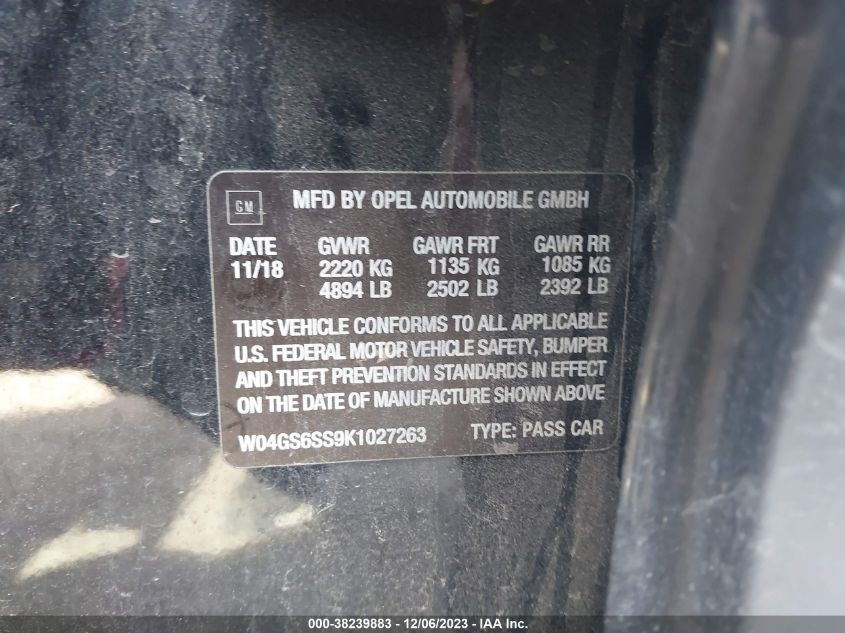 GM
MFD BY OPEL AUTOMOBILE GMBH
DATE GVWR GAWR FRT GAWR RR
11/18 2220 KG 1135 KG 1085 KG
4894 LB 2502 LB 2392 LB
THIS VEHICLE CONFORMS TO ALL APPLICABLE
U.S. FEDERAL MOTOR VEHICLE SAFETY, BUMPER
AND THEFT PREVENTION STANDARDS IN EFFECT
ON THE DATE OF MANUFACTURE SHOWN ABOVE
W04GS6SS9K1027263 TYPE: PASS CAR
000-38239883 - 12/06/2023 - Copyright © 2023 IAA, Inc.